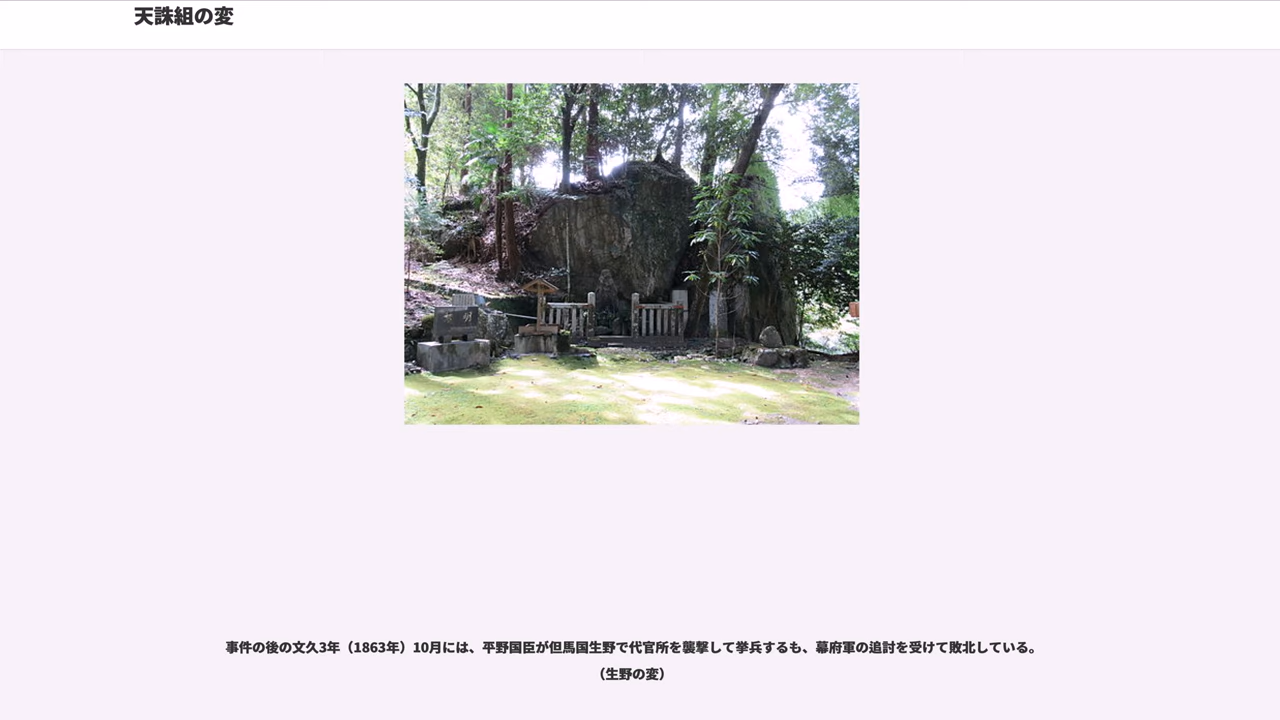 天誅組の変
事件の後の文久3年（1863年）10月には、平野国臣が但馬国生野で代官所を襲撃して挙兵するも、幕府軍の追討を受けて敗北している。
（生野の変）